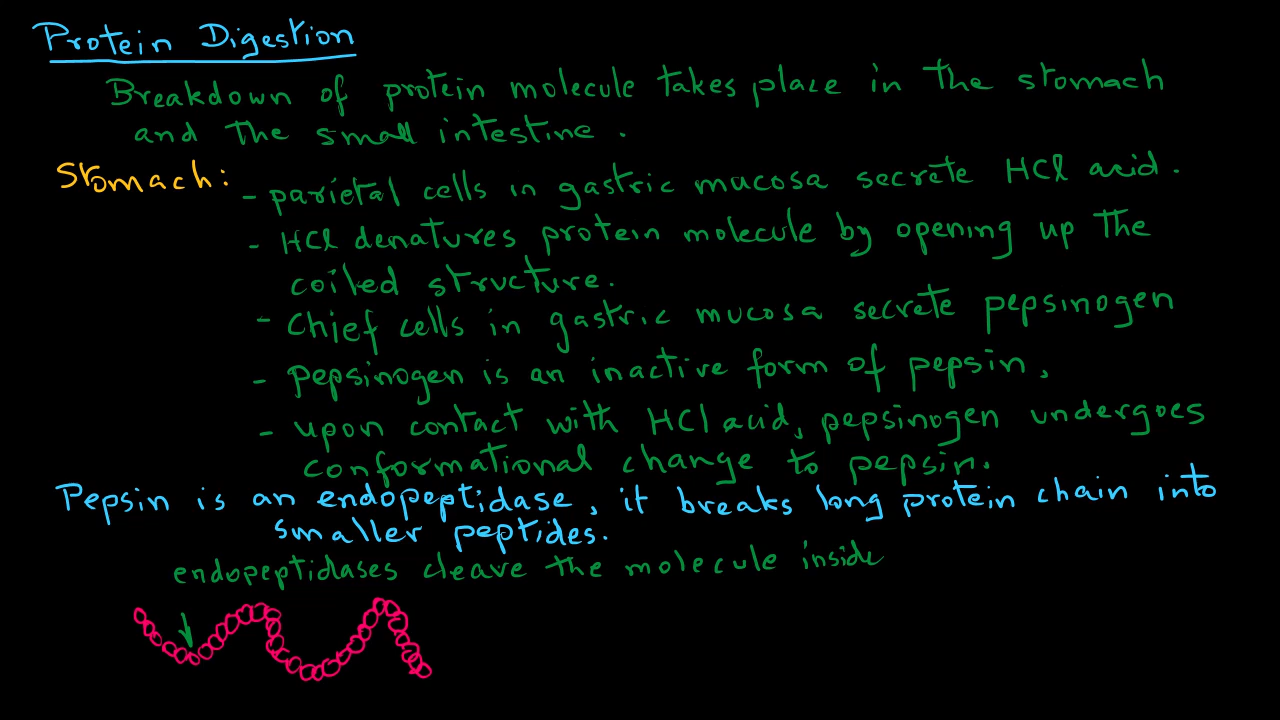 Protein Digestion
Breakdown of protein molecule takes place in the stomach
and the small intestine.
Stomach: - parietal cells in gastric mucosa secrete HCl acid.
- HCl denatures protein molecule by opening up the
coiled structure.
- Chief cells in gastric mucosa secrete pepsinogen
- pepsinogen is an inactive form of pepsin.
- upon contact with HCl acid, pepsinogen undergoes
conformational change to pepsin.
Pepsin is an endopeptidase, it breaks long protein chain into
smaller peptides.
endopeptidases cleave the molecule inside